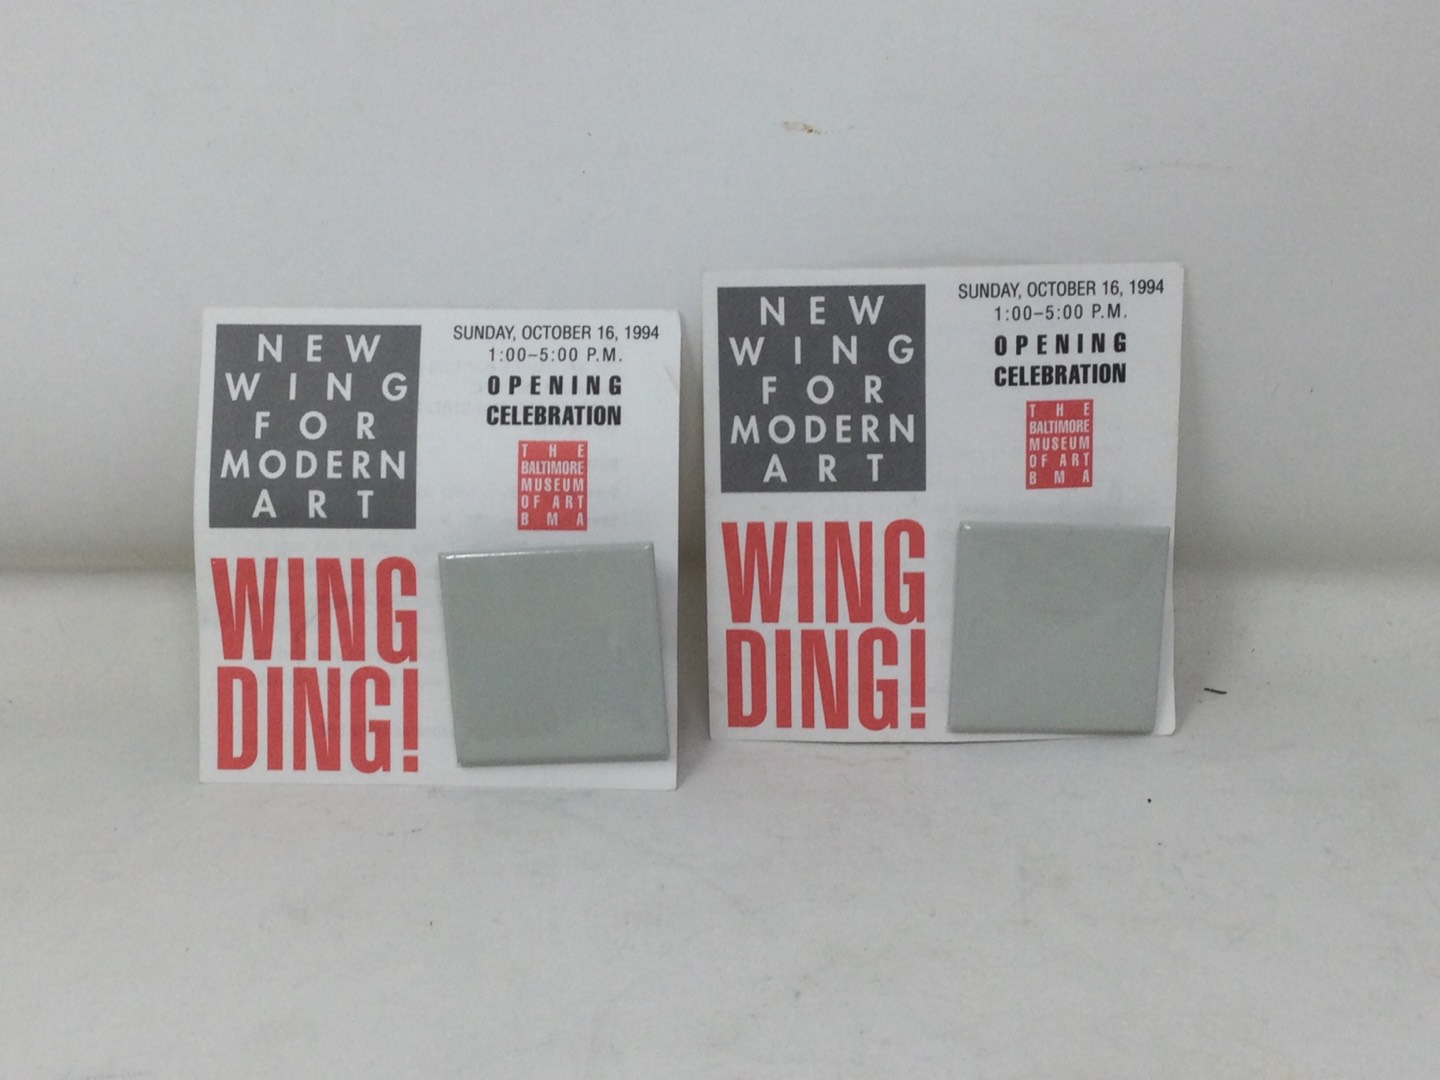 NEW
WING
FOR
MODERN
ART
SUNDAY, OCTOBER 16, 1994
1:00–5:00 P.M.
OPENING
CELEBRATION
THE
BALTIMORE
MUSEUM
OF ART
BMA
WING
DING!
NEW
WING
FOR
MODERN
ART
SUNDAY, OCTOBER 16, 1994
1:00–5:00 P.M.
OPENING
CELEBRATION
THE
BALTIMORE
MUSEUM
OF ART
BMA
WING
DING!